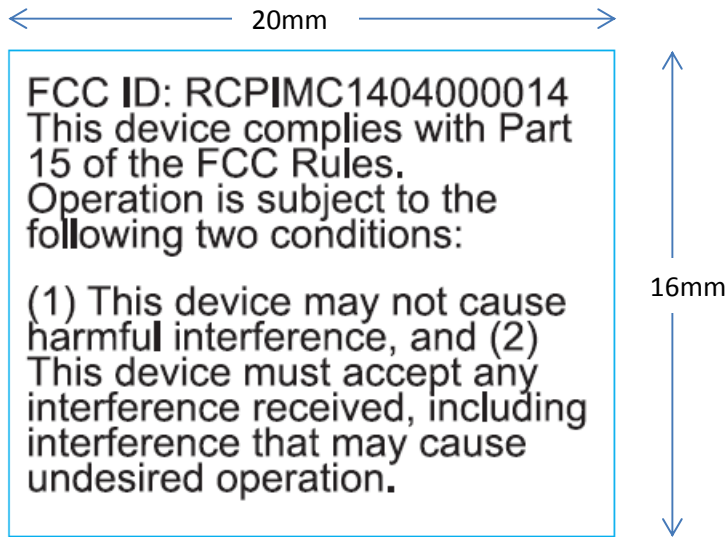 20mm
FCC ID: RCPIMC1404000014
This device complies with Part
15 of the FCC Rules.
Operation is subject to the
following two conditions:
(1) This device may not cause
harmful interference, and (2)
This device must accept any
interference received, including
interference that may cause
undesired operation.
16mm